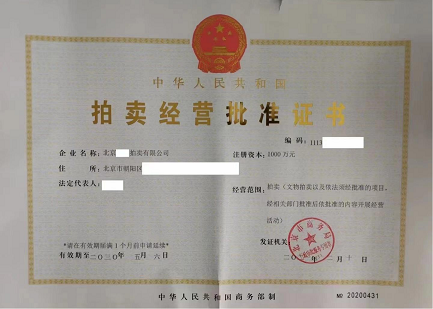 中华人民共和国
拍卖经营批准证书
编 码: 1113
企业名称: 北京 拍卖有限公司
注册资本: 1000 万元
住 所: 北京市朝阳区
法定代表人:
经营范围: 拍卖(文物拍卖以及依法须经批准的项目,
经相关部门批准后依批准的内容开展经营
活动)
*请在有效期届满1个月前申请延续*
发证机关:
有效期至二〇三〇年 五月 六日
中华人民共和国商务部制
№ 20200431